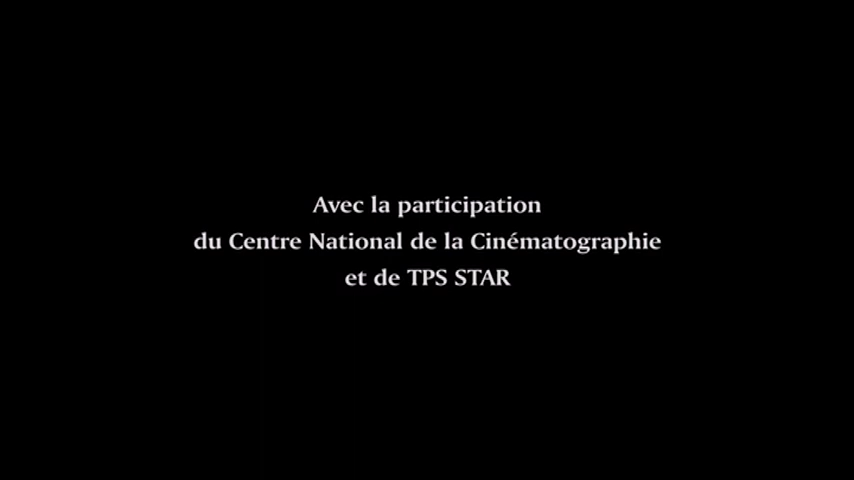 Avec la participation
du Centre National de la Cinématographie
et de TPS STAR